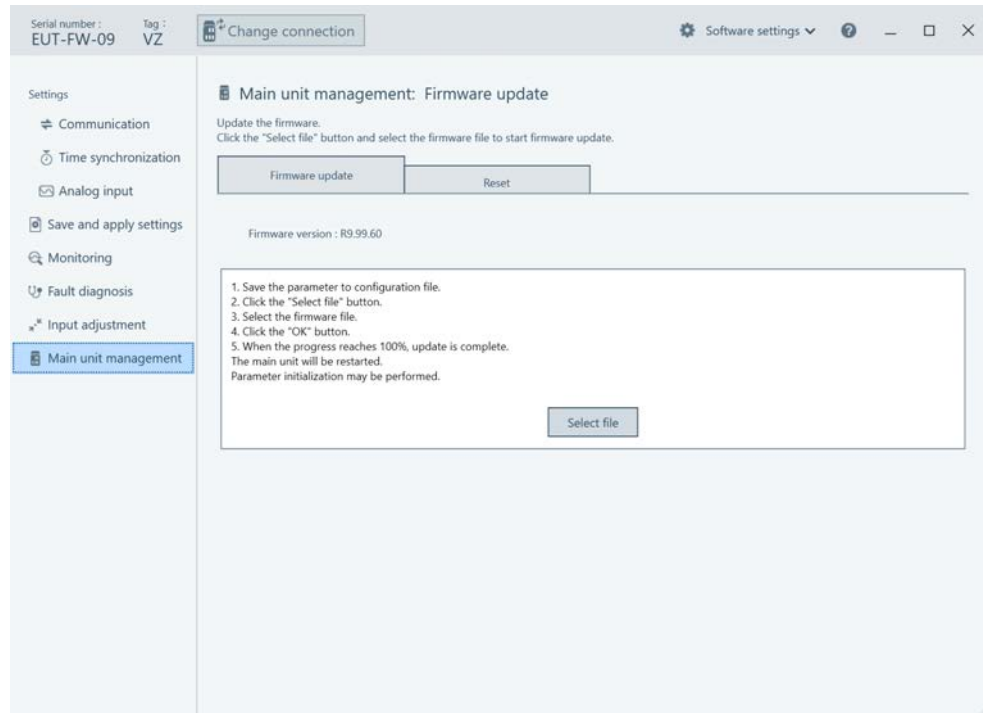 Serial number :
Tag :
EUT-FW-09
VZ
Change connection
Software settings
Settings
Communication
Time synchronization
Analog input
Save and apply settings
Monitoring
Fault diagnosis
Input adjustment
Main unit management
Main unit management: Firmware update
Update the firmware.
Click the "Select file" button and select the firmware file to start firmware update.
Firmware update
Reset
Firmware version : R9.99.60
1. Save the parameter to configuration file.
2. Click the "Select file" button.
3. Select the firmware file.
4. Click the "OK" button.
5. When the progress reaches 100%, update is complete.
The main unit will be restarted.
Parameter initialization may be performed.
Select file